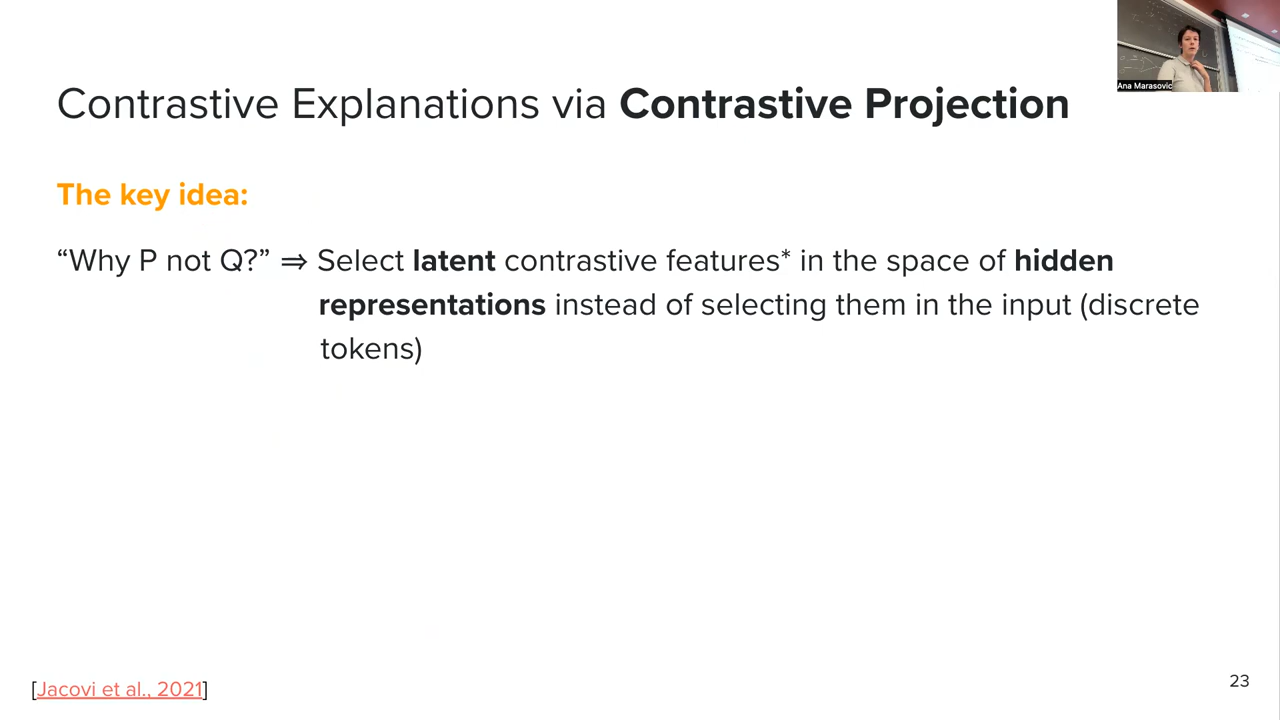 Ana Marasović
Contrastive Explanations via Contrastive Projection
The key idea:
“Why P not Q?” ⇒ Select latent contrastive features* in the space of hidden
representations instead of selecting them in the input (discrete
tokens)
[Jacovi et al., 2021]
23